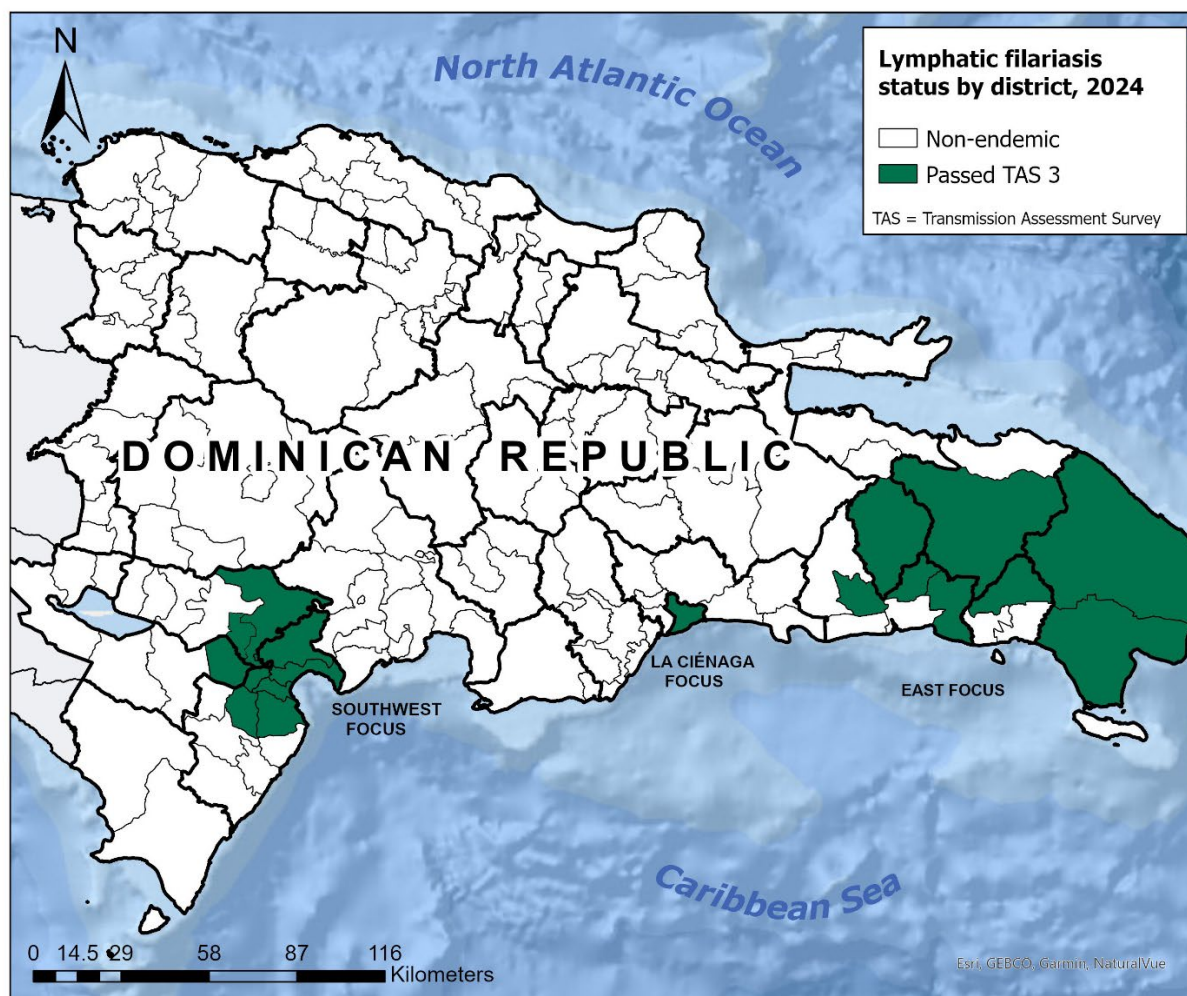 N
North Atlantic Ocean
Lymphatic filariasis
status by district, 2024
Non-endemic
Passed TAS 3
TAS = Transmission Assessment Survey
DOMINICAN REPUBLIC
LA CIÉNAGA
FOCUS
EAST FOCUS
SOUTHWEST
FOCUS
Caribbean Sea
0 14.5 29 58 87 116
Kilometers
Esri, GEBCO, Garmin, NaturalVue